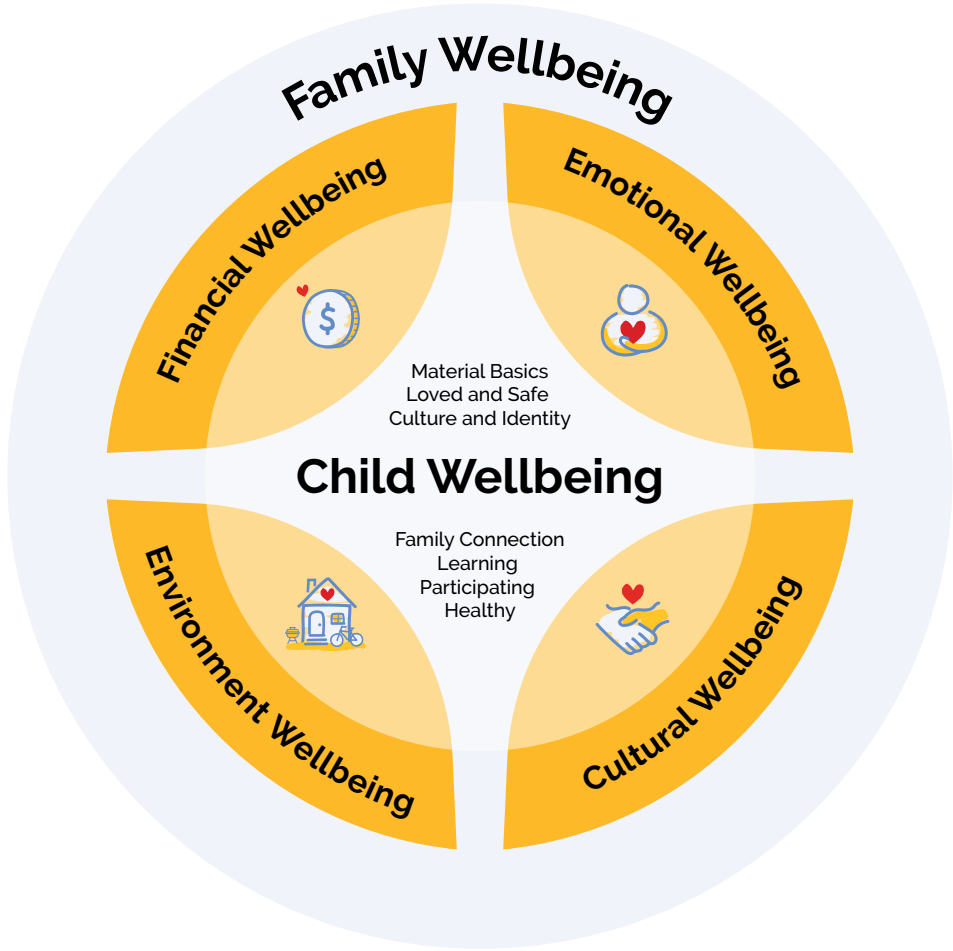 Family Wellbeing
Financial Wellbeing
Emotional Wellbeing
$
Material Basics
Loved and Safe
Culture and Identity
Child Wellbeing
Family Connection
Learning
Participating
Healthy
Environment Wellbeing
Cultural Wellbeing